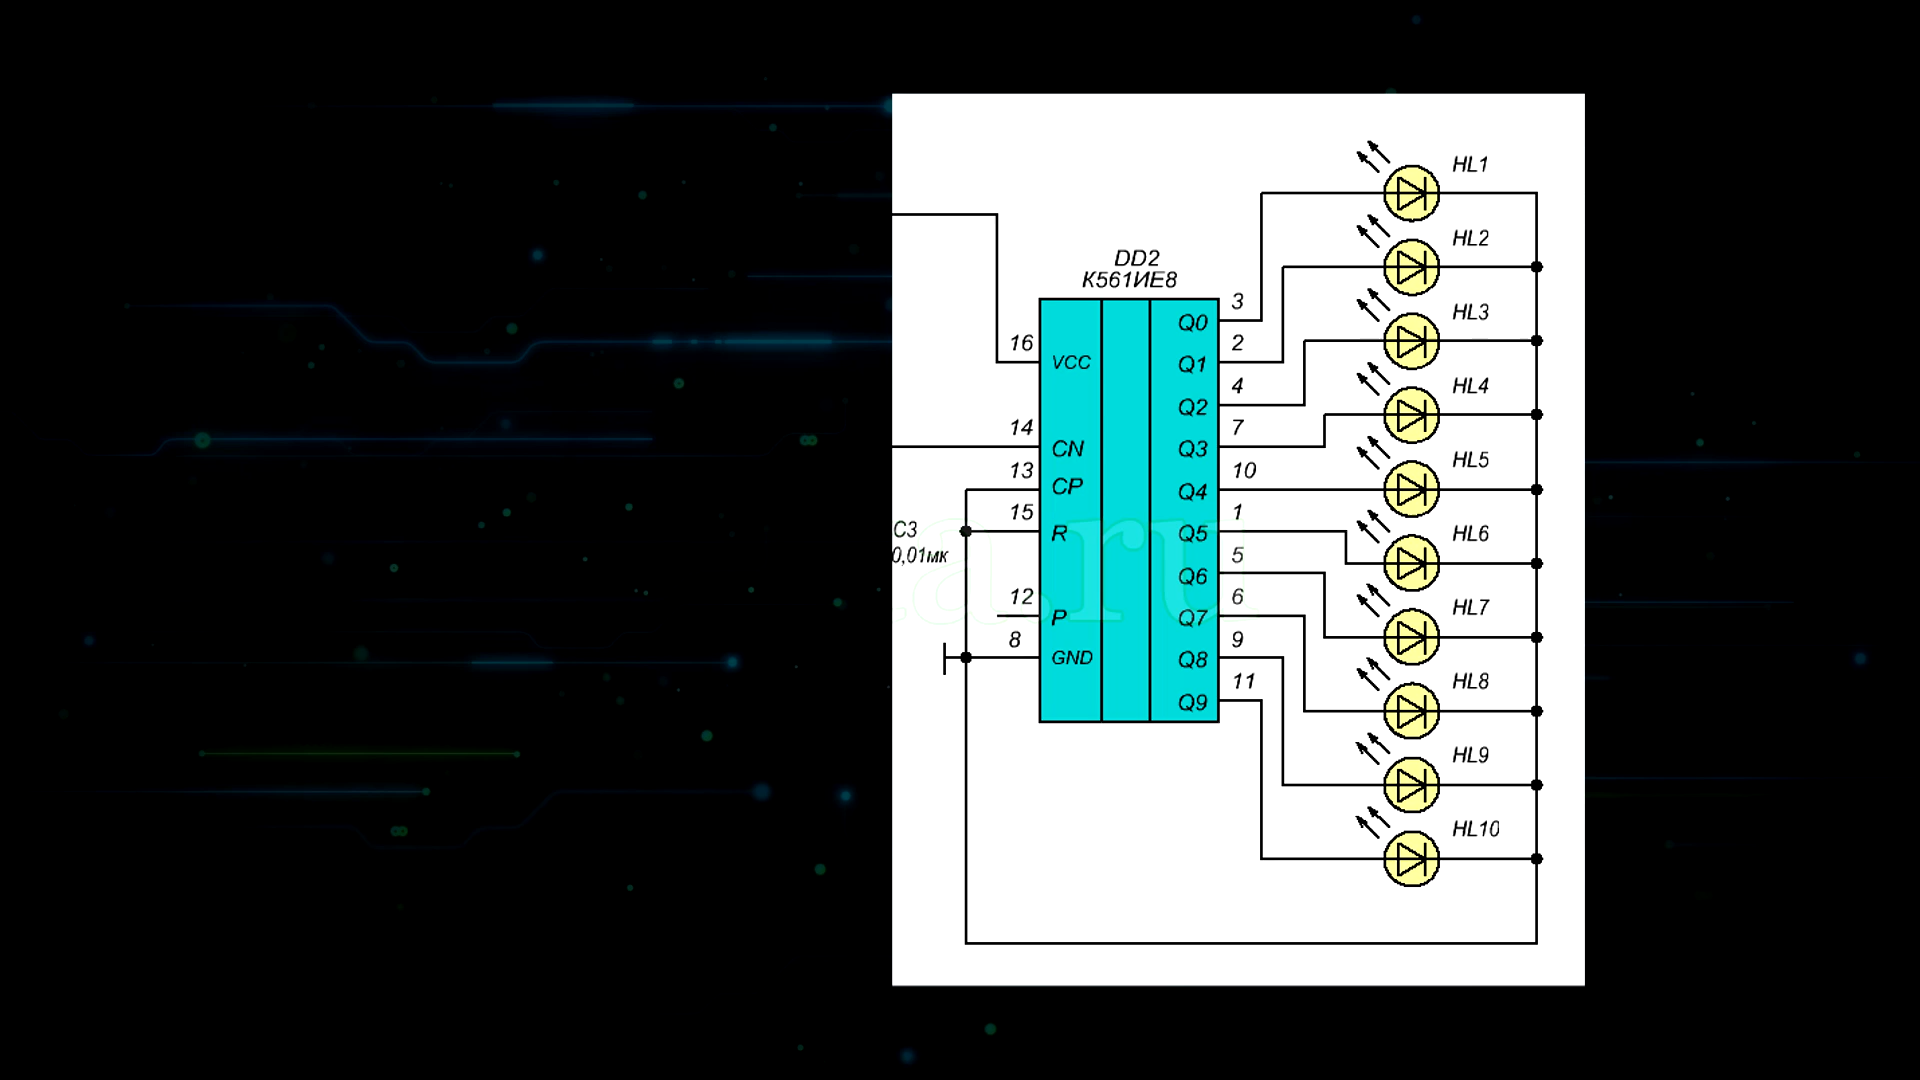 DD2
К561ИЕ8
16
VCC
14
CN
13
CP
15
R
12
P
8
GND
C3
0,01мк
Q0
3
Q1
2
Q2
4
Q3
7
Q4
10
Q5
1
Q6
5
Q7
6
Q8
9
Q9
11
HL1
HL2
HL3
HL4
HL5
HL6
HL7
HL8
HL9
HL10
a.ru